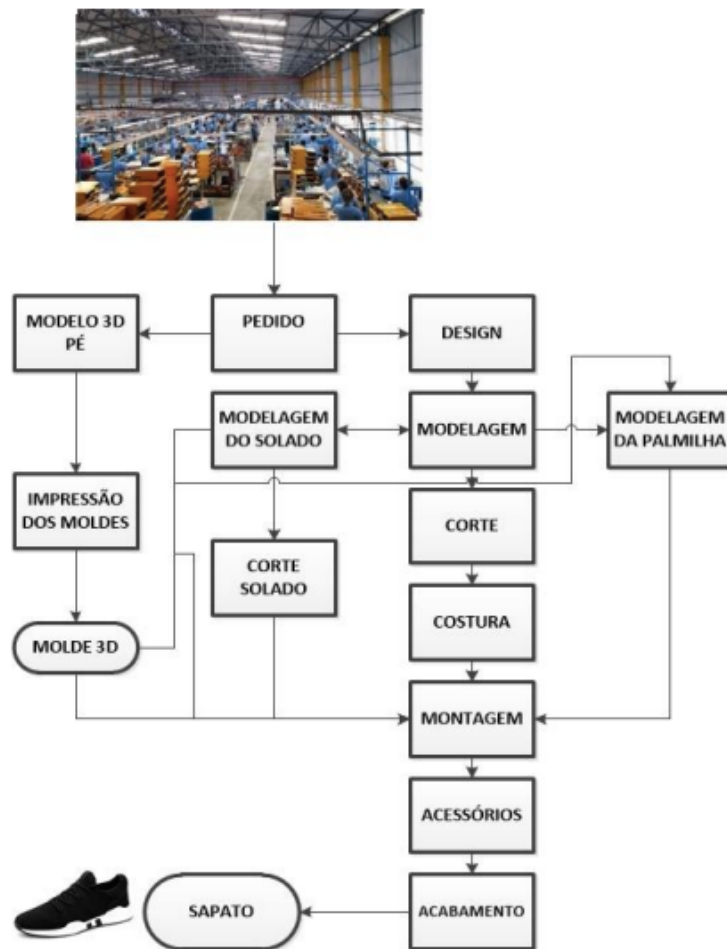 MODELO 3D
PÉ
PEDIDO
DESIGN
MODELAGEM
DO SOLADO
MODELAGEM
MODELAGEM
DA PALMILHA
IMPRESSÃO
DOS MOLDES
CORTE
CORTE
SOLADO
COSTURA
MOLDE 3D
MONTAGEM
ACESSÓRIOS
SAPATO
ACABAMENTO